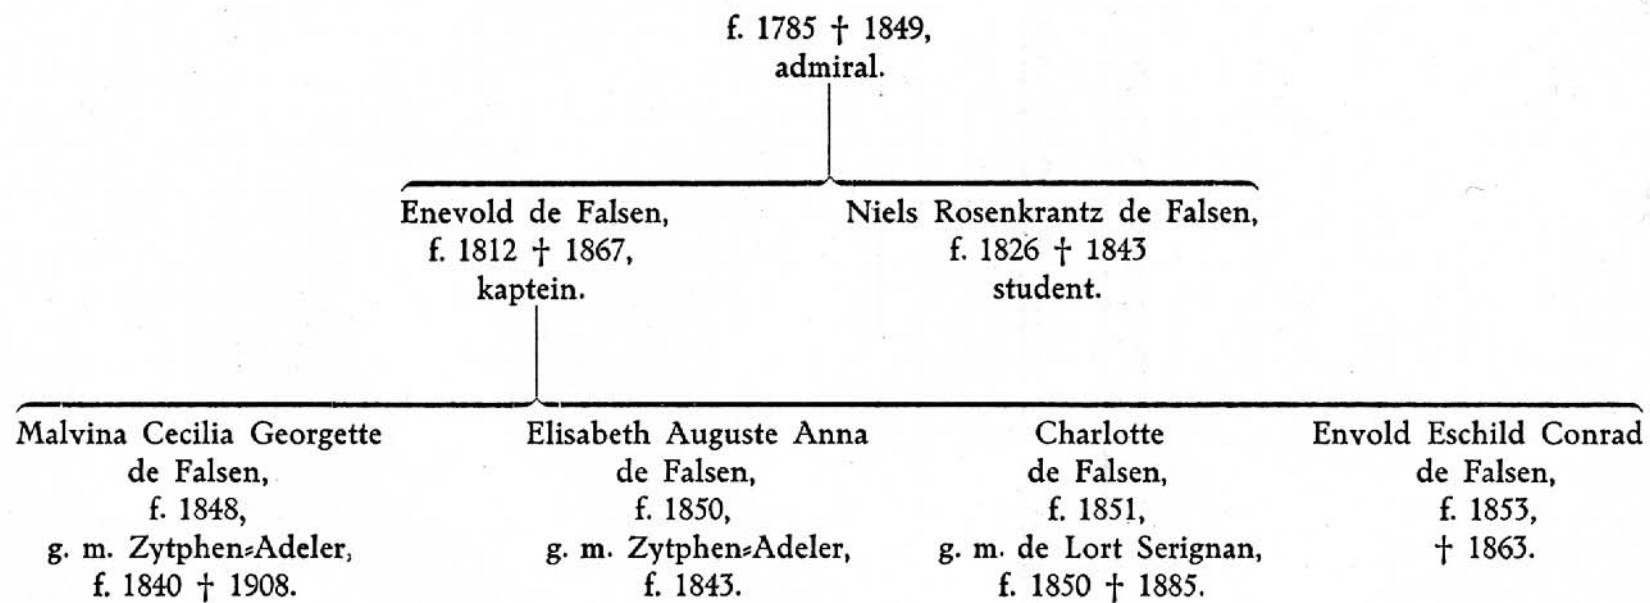 f. 1785 † 1849,
admiral.
Enevold de Falsen,
f. 1812 † 1867,
kaptein.
Niels Rosenkrantz de Falsen,
f. 1826 † 1843
student.
Malvina Cecilia Georgette
de Falsen,
f. 1848,
g. m. Zytphen-Adeler,
f. 1840 † 1908.
Elisabeth Auguste Anna
de Falsen,
f. 1850,
g. m. Zytphen-Adeler,
f. 1843.
Charlotte
de Falsen,
f. 1851,
g. m. de Lort Serignan,
f. 1850 † 1885.
Envold Eschild Conrad
de Falsen,
f. 1853,
† 1863.